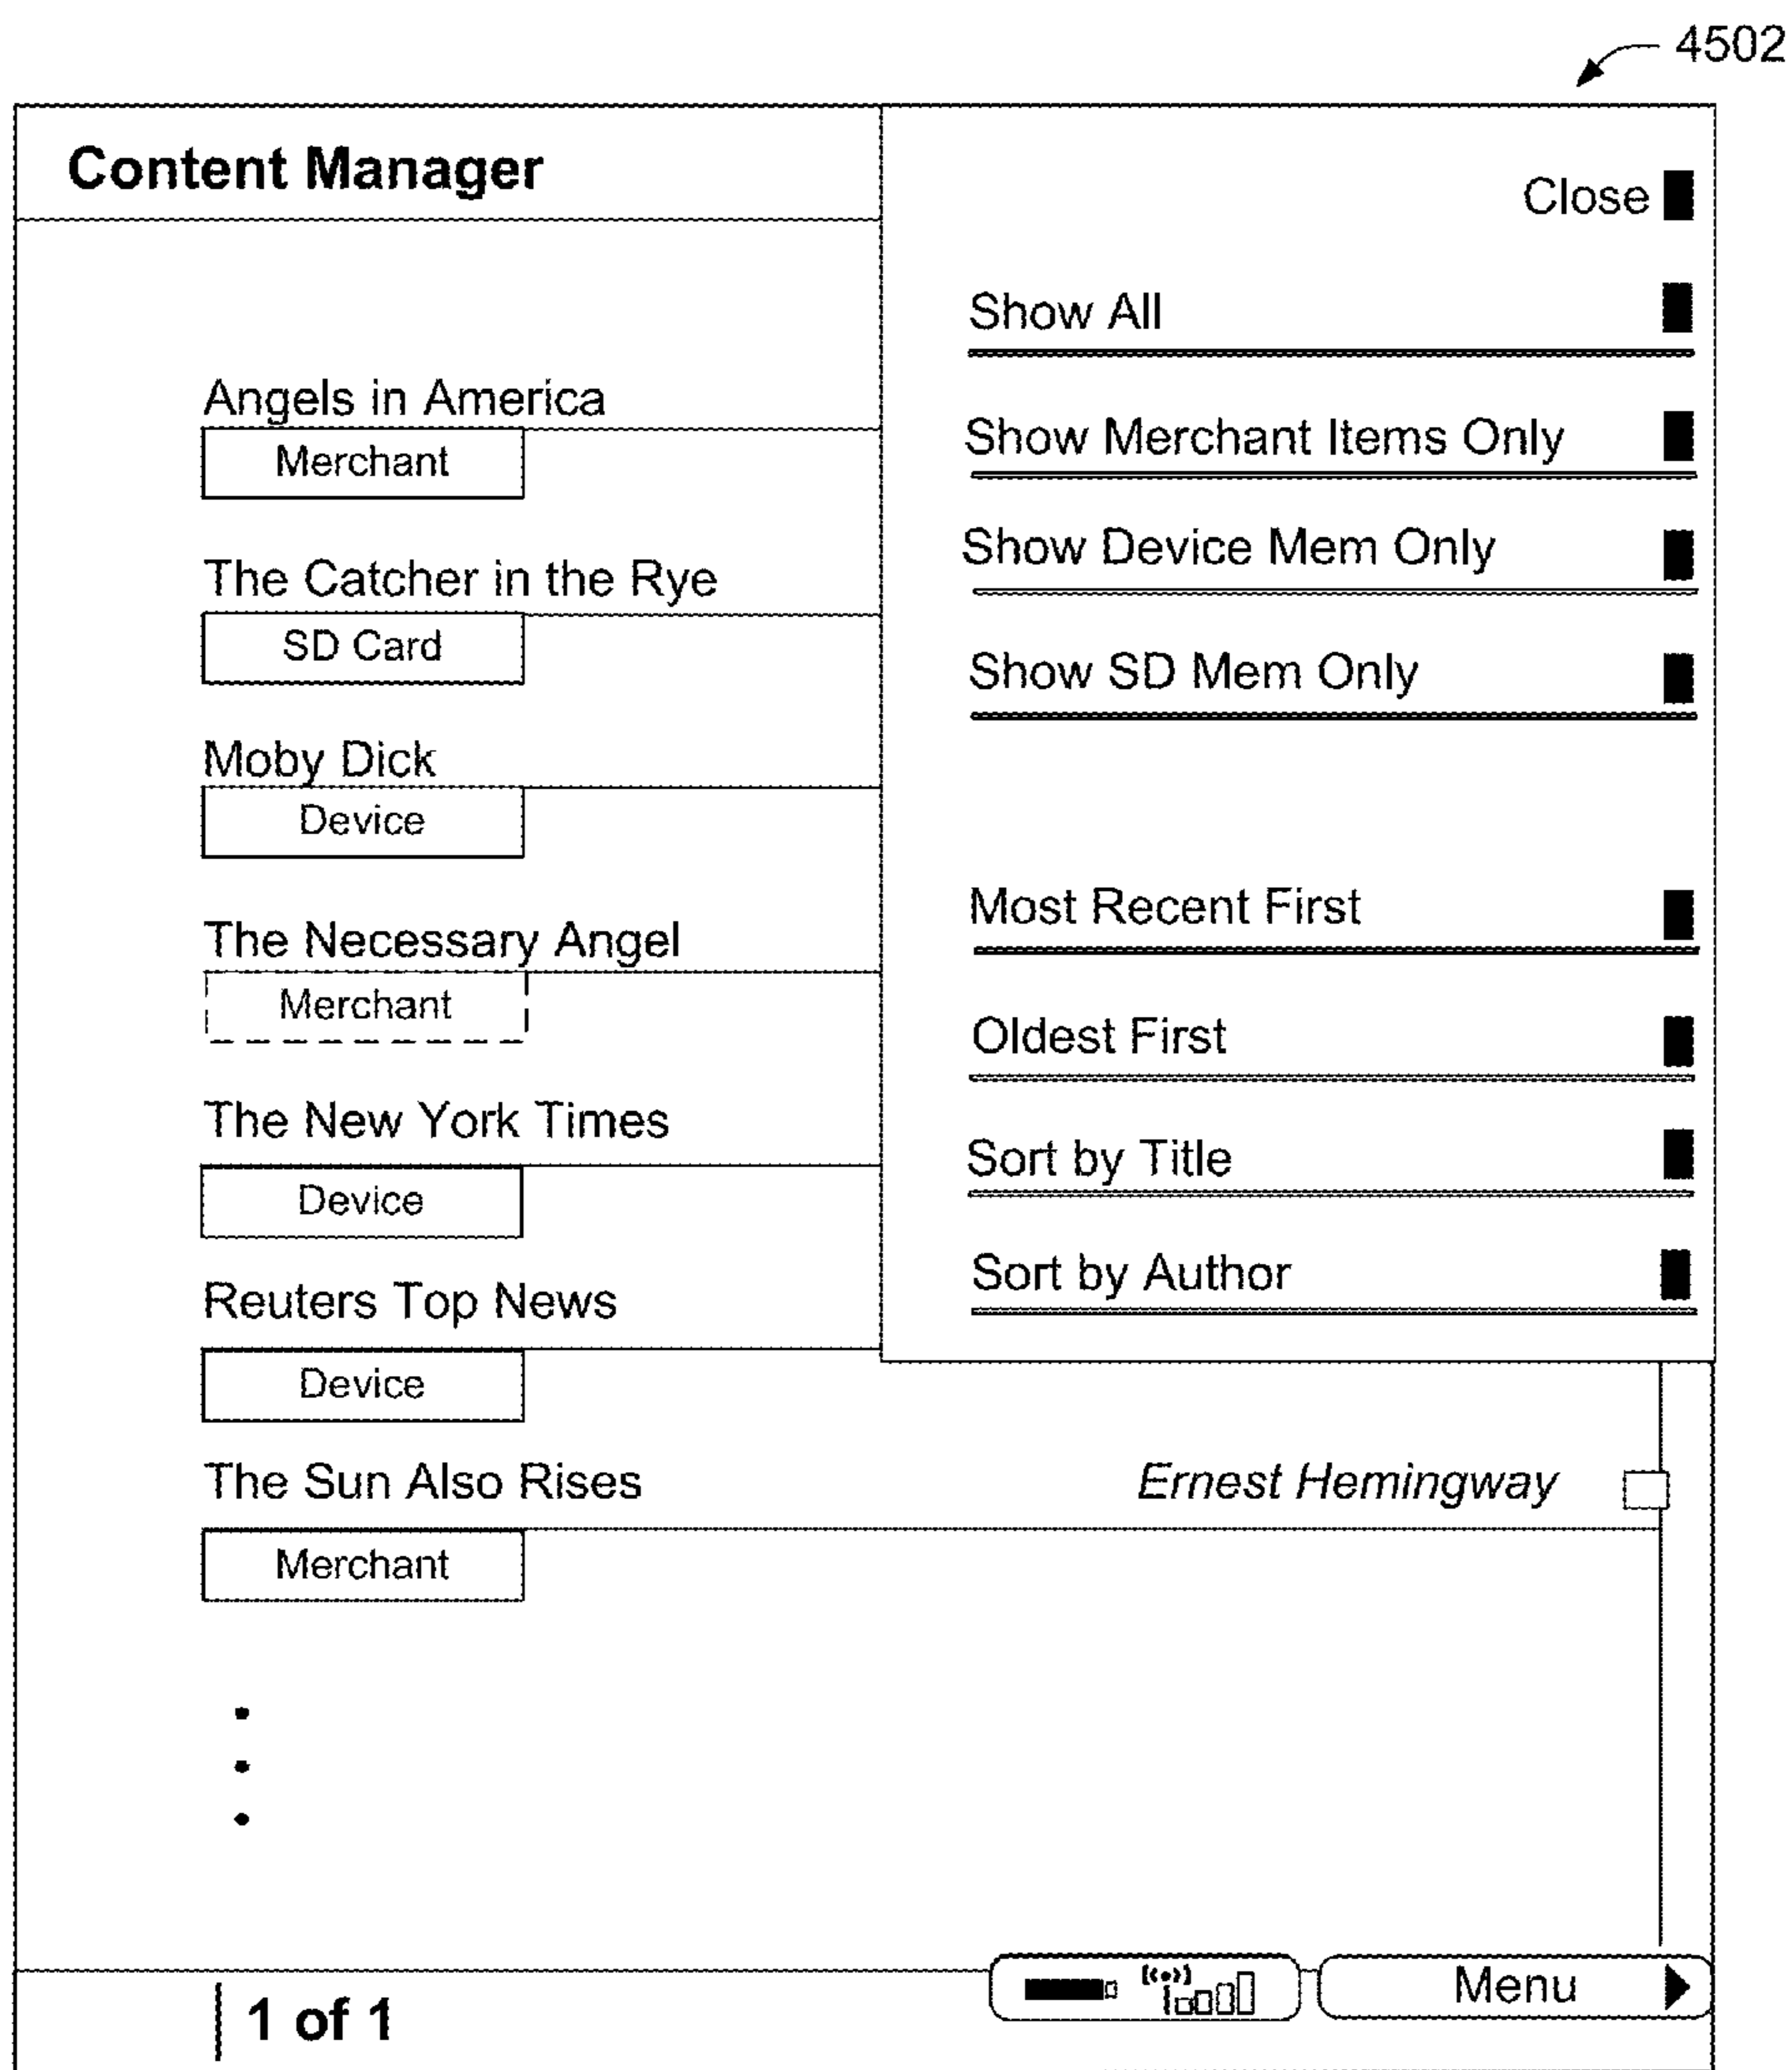 4502
Content Manager
Close
Show All
Show Merchant Items Only
Show Device Mem Only
Show SD Mem Only
Most Recent First
Oldest First
Sort by Title
Sort by Author
Angels in America
Merchant
The Catcher in the Rye
SD Card
Moby Dick
Device
The Necessary Angel
Merchant
The New York Times
Device
Reuters Top News
Device
The Sun Also Rises Ernest Hemingway
Merchant
1 of 1
Menu